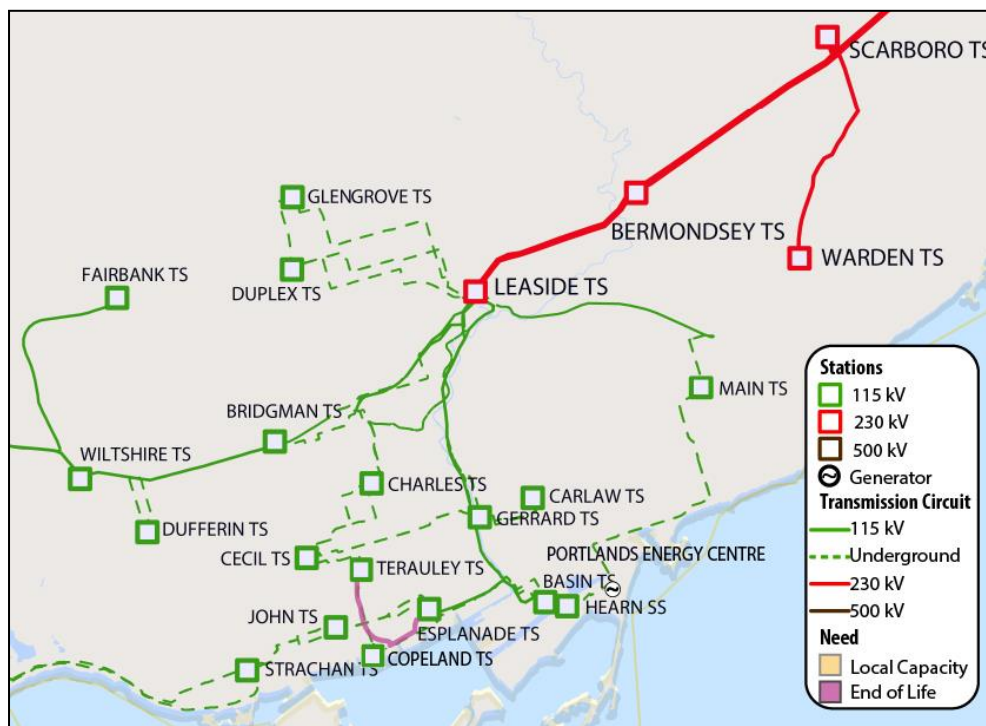 SCARBORO TS
GLENGROVE TS
BERMONDSEY TS
WARDEN TS
FAIRBANK TS
DUPLEX TS
LEASIDE TS
MAIN TS
BRIDGMAN TS
WILTSHIRE TS
CHARLES TS
CARLAW TS
GERRARD TS
DUFFERIN TS
CECIL TS
PORTLANDS ENERGY CENTRE
TERAULEY TS
BASIN TS
HEARN SS
JOHN TS
ESPLANADE TS
COPELAND TS
STRACHAN TS
Stations
115 kV
230 kV
500 kV
Generator
Transmission Circuit
115 kV
Underground
230 kV
500 kV
Need
Local Capacity
End of Life